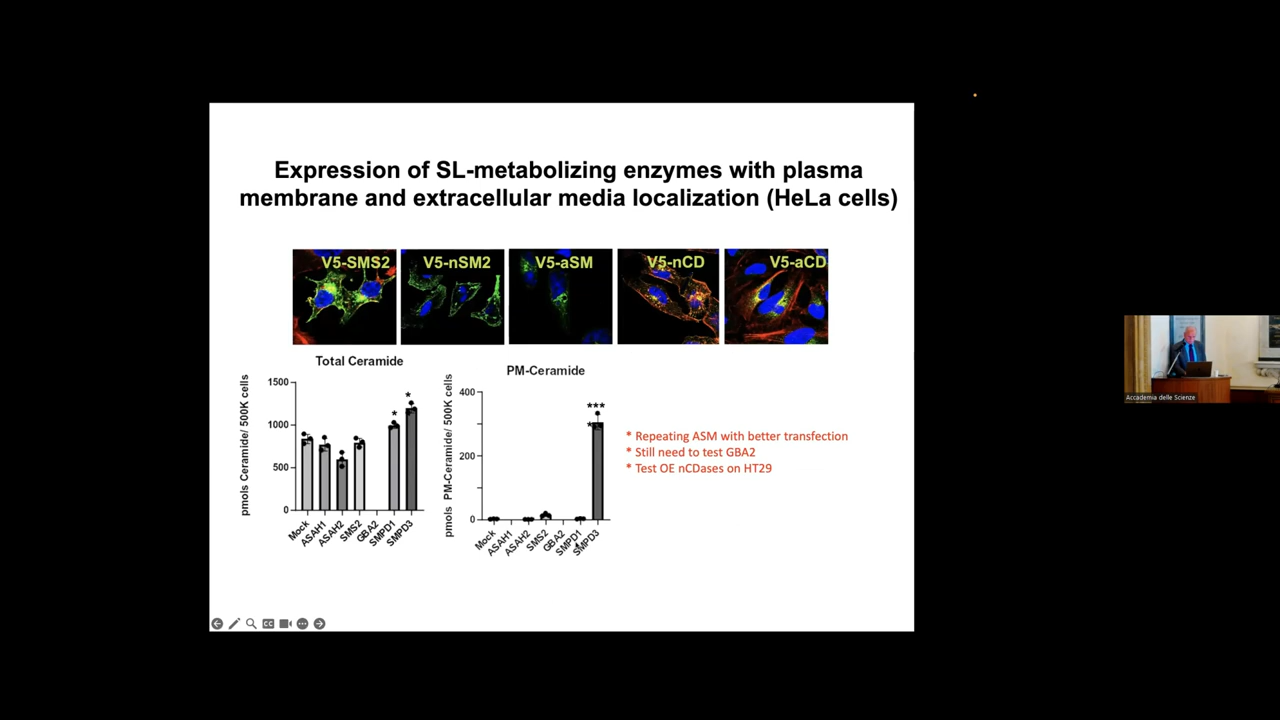 Expression of SL-metabolizing enzymes with plasma
membrane and extracellular media localization (HeLa cells)
V5-SMS2
V5-nSM2
V5-aSM
V5-nCD
V5-aCD
Total Ceramide
pmols Ceramide/ 500K cells
1500
1000
500
0
*
*
Mock
ASAH1
ASAH2
SMS2
GBA2
SMPD1
SMPD3
PM-Ceramide
pmols PM-Ceramide/ 500K cells
400
200
0
***
*
Mock
ASAH1
ASAH2
SMS2
GBA2
SMPD1
SMPD3
* Repeating ASM with better transfection
* Still need to test GBA2
* Test OE nCDases on HT29
CC
Accademia delle Scienze